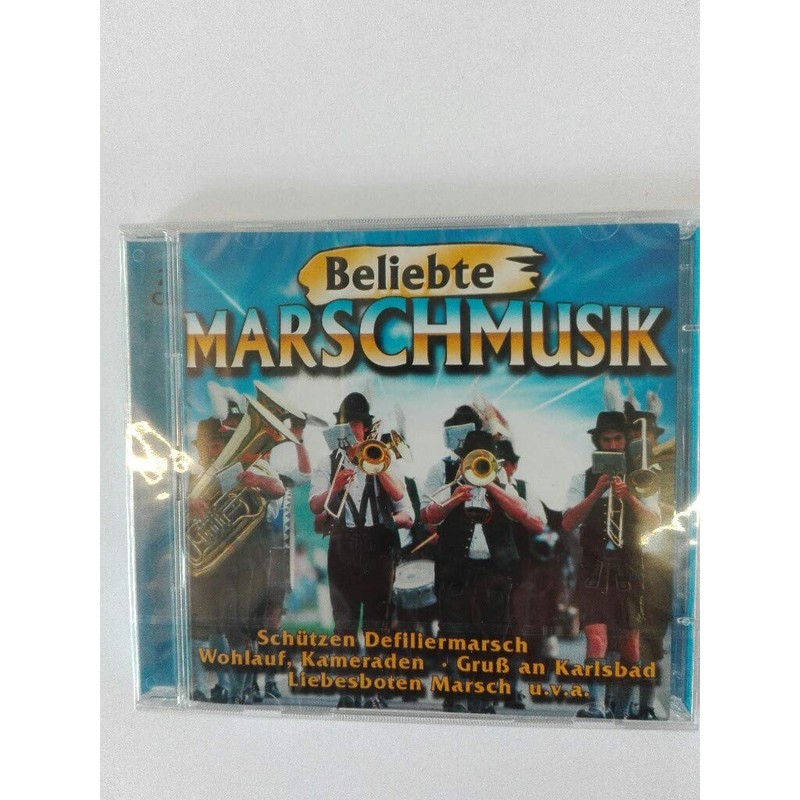 Beliebte
MARSCHMUSIK
Schützen Defiliermarsch
Wohlauf, Kameraden · Gruß an Karlsbad
Liebesboten Marsch u.v.a.